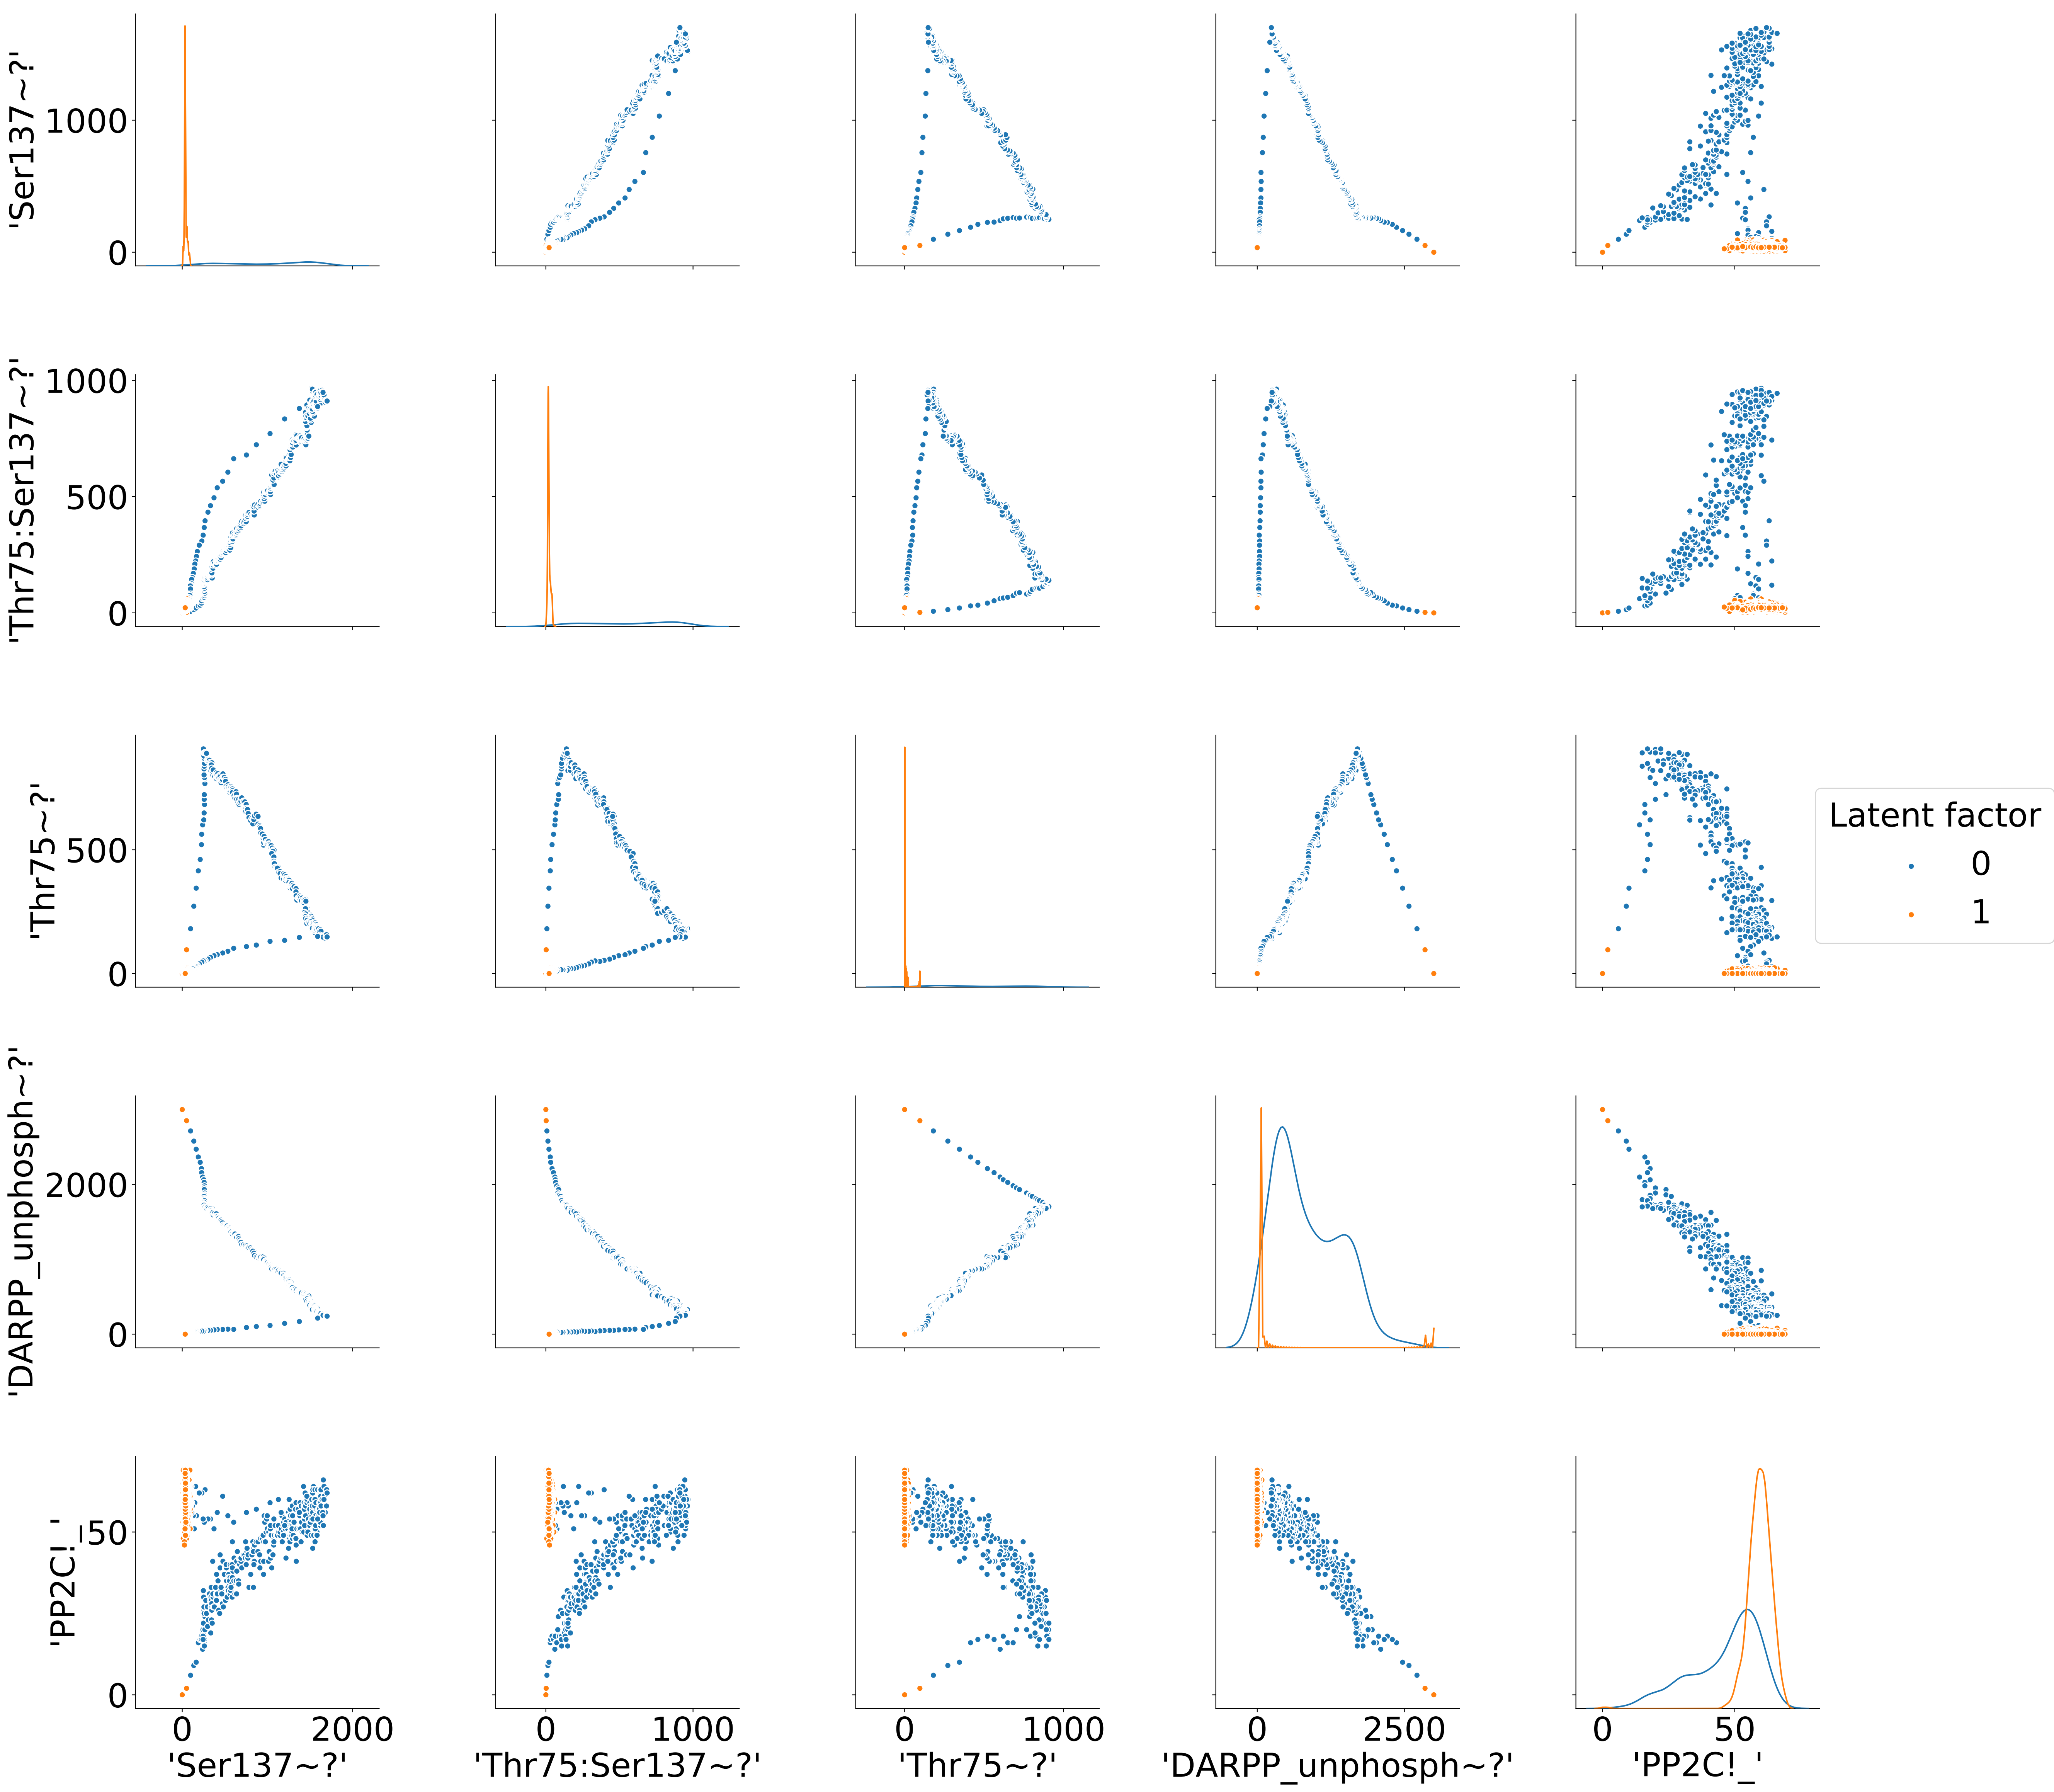 'Ser137~?'
1000
0
'Thr75:Ser137~?'
1000
500
0
'Thr75~?'
500
0
Latent factor
0
1
'DARPP_unphosph~?'
2000
0
'PP2C!_'
50
0
0 2000 0 1000 0 1000 0 2500 0 50
'Ser137~?' 'Thr75:Ser137~?' 'Thr75~?' 'DARPP_unphosph~?' 'PP2C!_'